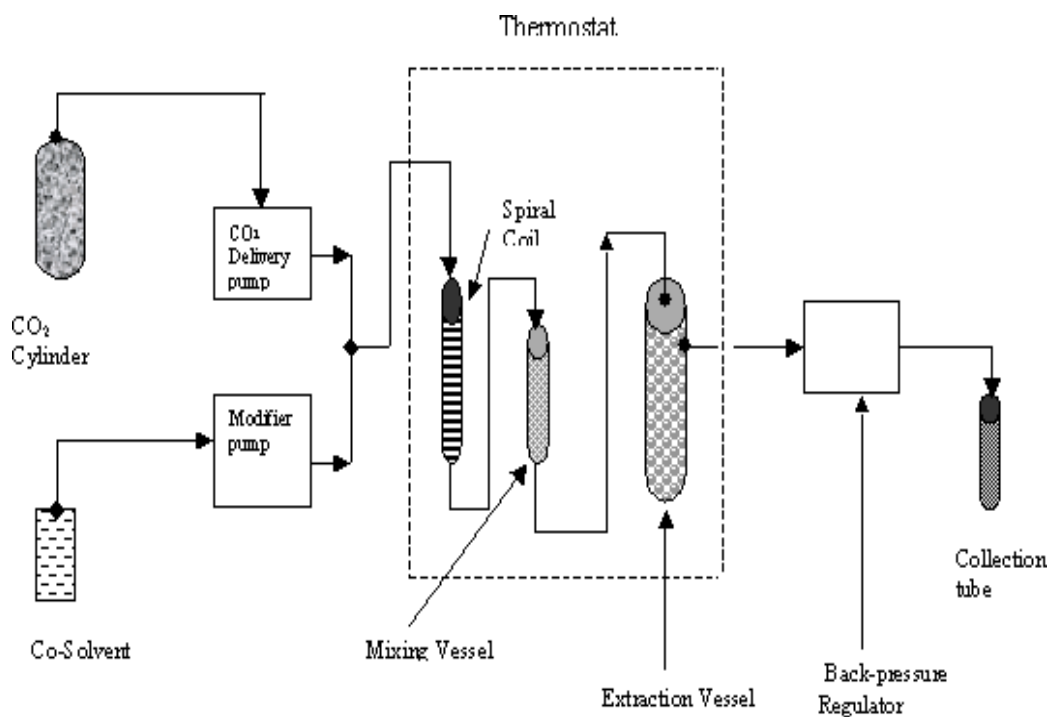 Thermostat
CO₂
Delivery
pump
Spiral
Coil
CO₂
Cylinder
Modifier
pump
Co-Solvent
Mixing Vessel
Extraction Vessel
Back-pressure
Regulator
Collection
tube